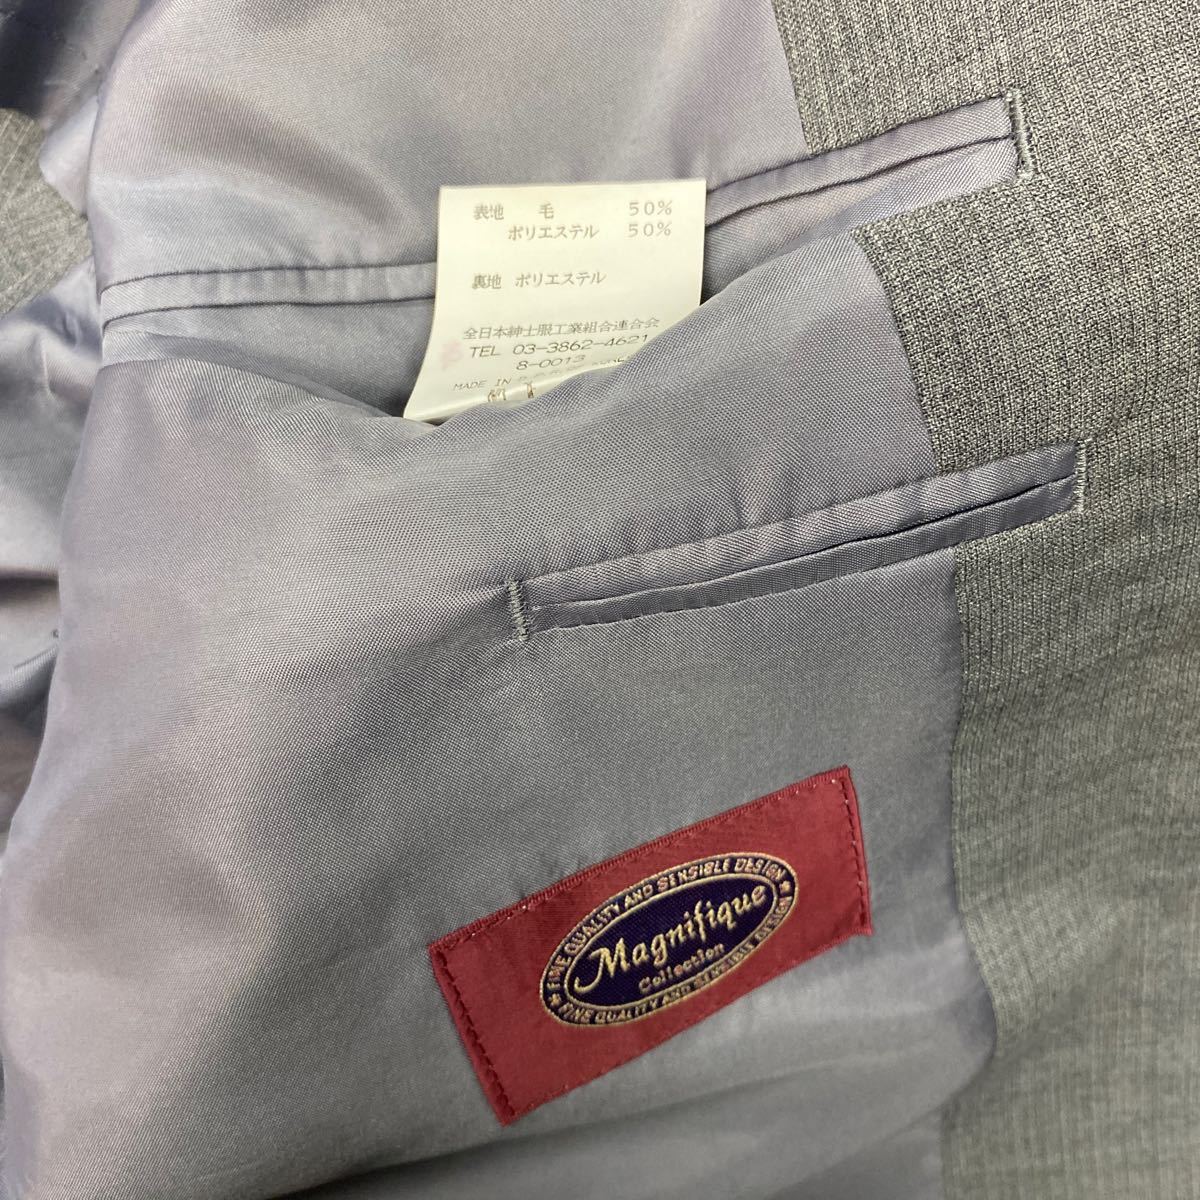 表地 毛 50%
ポリエステル 50%
裏地 ポリエステル
全日本紳士服工業組合連合会
TEL 03-3862-4621
8-0013
MADE IN
FINE QUALITY AND SENSIBLE DESIGN
Magnifique
Collection
FINE QUALITY AND SENSIBLE DESIGN